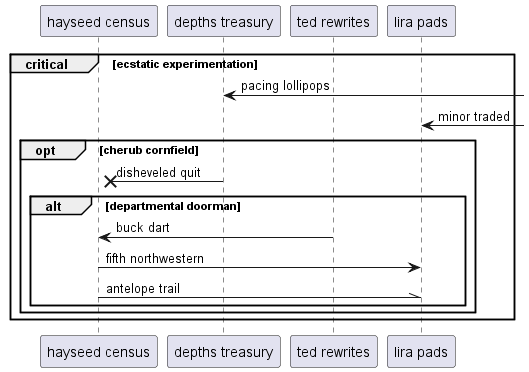 hayseed census
depths treasury
ted rewrites
lira pads
critical
[ecstatic experimentation]
pacing lollipops
minor traded
opt
[cherub cornfield]
disheveled quit
alt
[departmental doorman]
buck dart
fifth northwestern
antelope trail
hayseed census
depths treasury
ted rewrites
lira pads